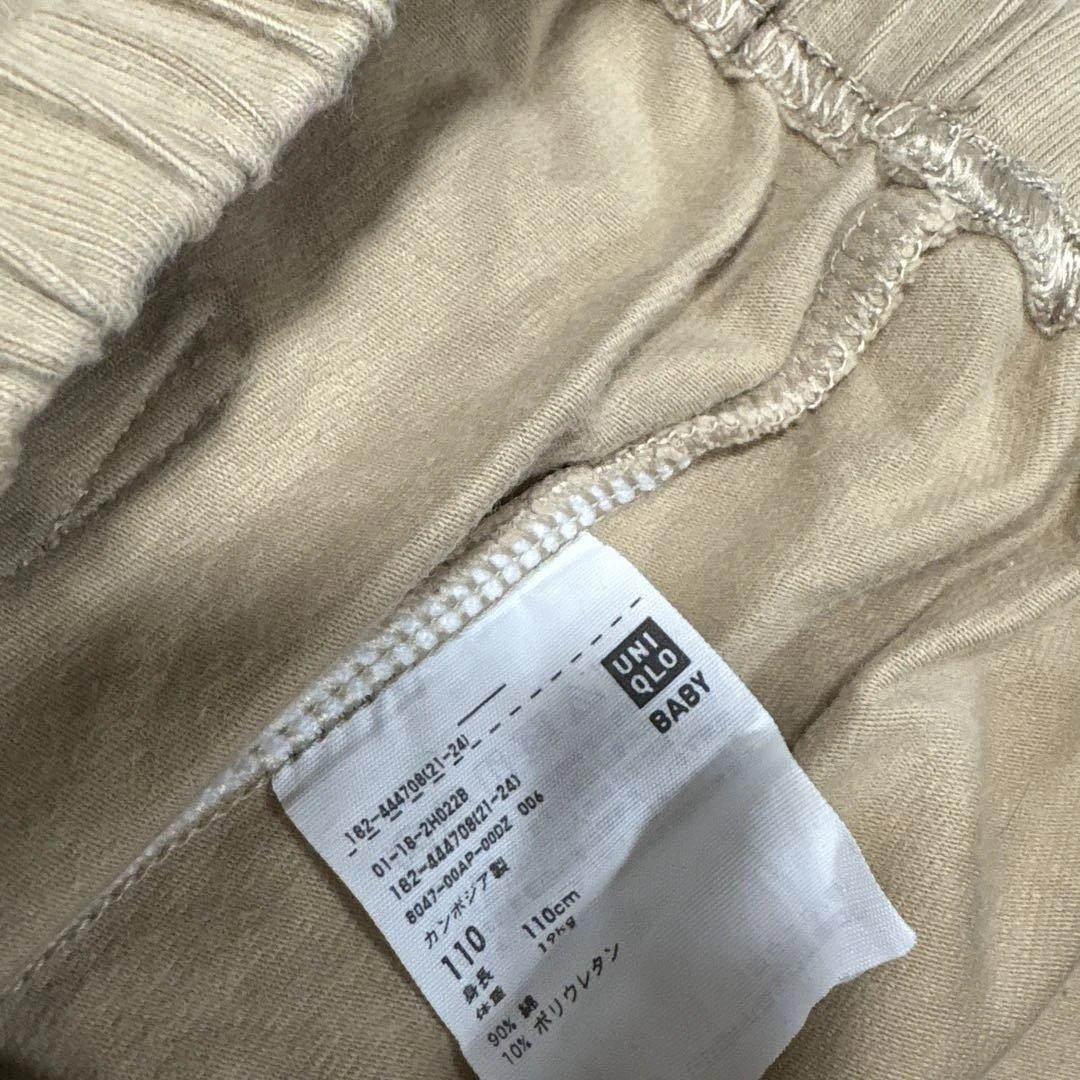 UNI
QLO
BABY
182-444708(21-24)
01-18-2H022B
182-444708(21-24)
8047-00AP-00DZ 006
カンボジア製
110
身長 110cm
体重 19kg
90% 綿
10% ポリウレタン